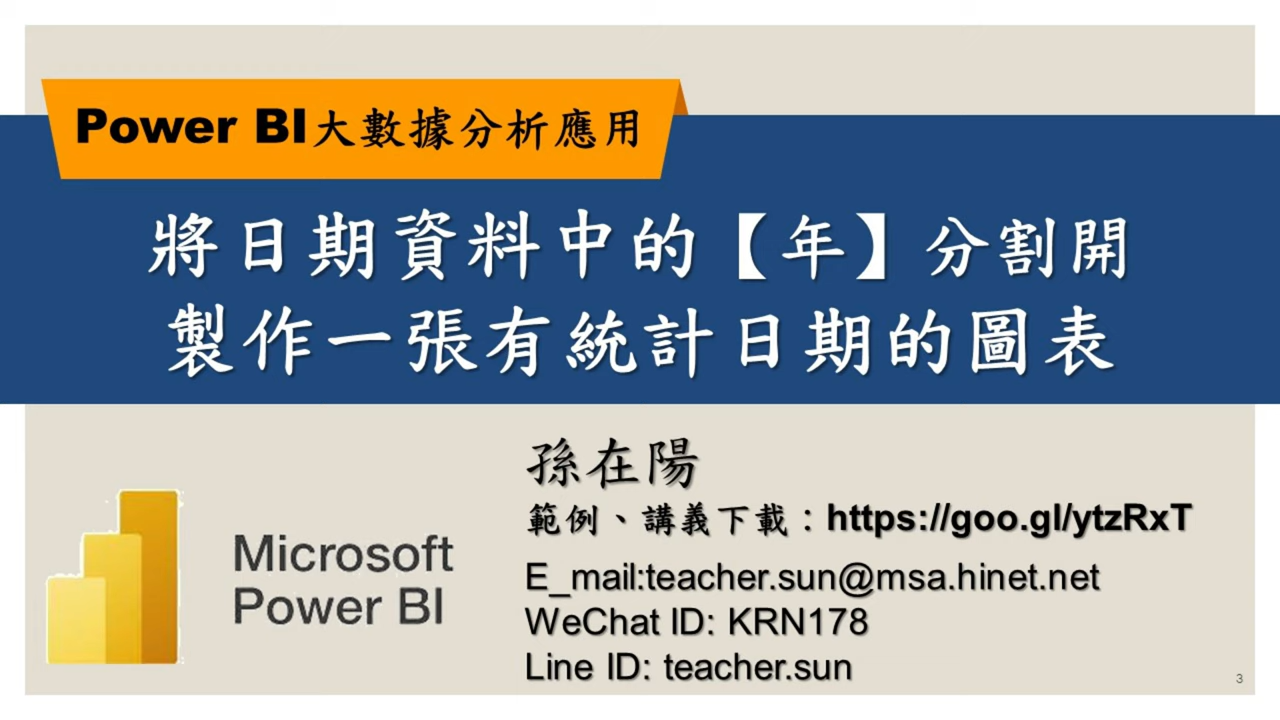 Power BI大數據分析應用
將日期資料中的【年】分割開
製作一張有統計日期的圖表
孫在陽
範例、講義下載：https://goo.gl/ytzRxT
Microsoft
Power BI
E_mail:teacher.sun@msa.hinet.net
WeChat ID: KRN178
Line ID: teacher.sun
3